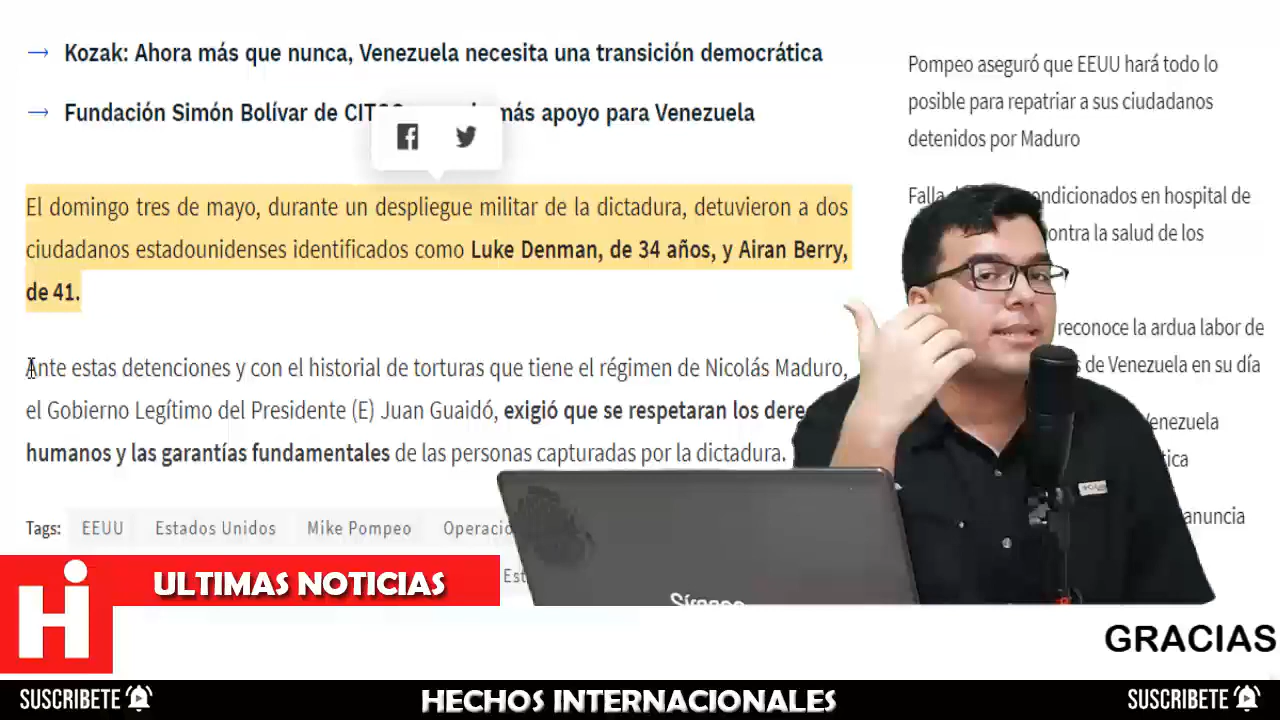 Kozak: Ahora más que nunca, Venezuela necesita una transición democrática
Fundación Simón Bolívar de más apoyo para Venezuela
El domingo tres de mayo, durante un despliegue militar de la dictadura, detuvieron a dos
ciudadanos estadounidenses identificados como Luke Denman, de 34 años, y Airan Berry,
de 41.
Ante estas detenciones y con el historial de torturas que tiene el régimen de Nicolás Maduro,
el Gobierno Legítimo del Presidente (E) Juan Guaidó, exigió que se respetaran los
humanos y las garantías fundamentales de las personas capturadas por la dictadura.
Tags: EEUU Estados Unidos Mike Pompeo
Pompeo aseguró que EEUU hará todo lo
posible para repatriar a sus ciudadanos
detenidos por Maduro
Falla en hospital de
contra la salud de los
reconoce la ardua labor de
de Venezuela en su día
ULTIMAS NOTICIAS
Hi
GRACIAS
SUSCRIBETE HECHOS INTERNACIONALES SUSCRIBETE